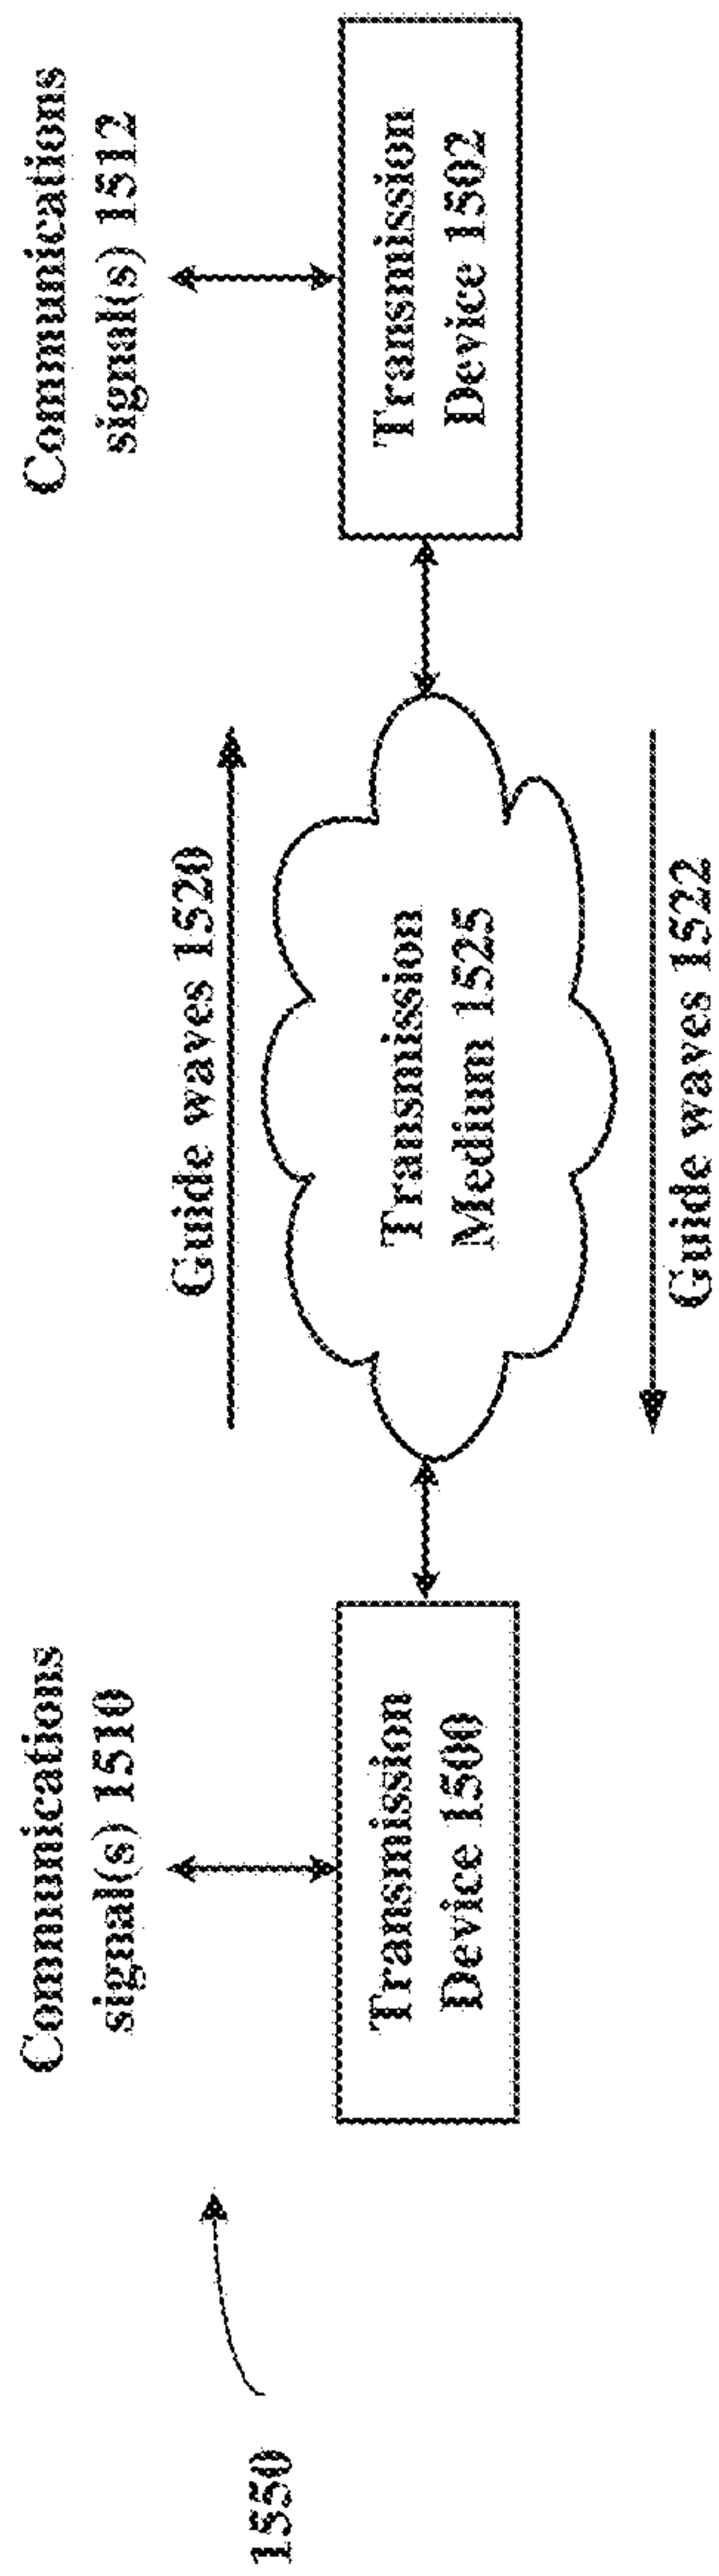 1550
Communications
signal(s) 1510
Transmission
Device 1500
Guide waves 1520
Transmission
Medium 1525
Guide waves 1522
Communications
signal(s) 1512
Transmission
Device 1502